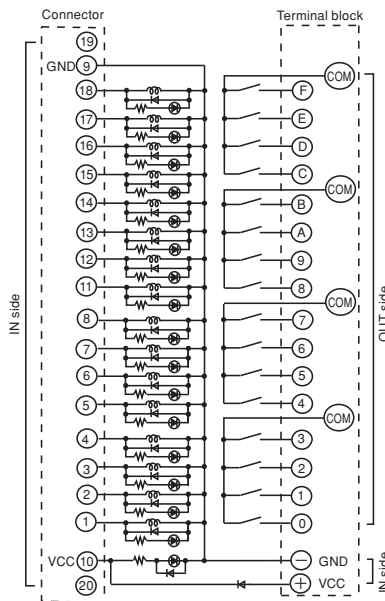 Connector Terminal block
19
GND 9 COM
18 F
17 E
16 D
15 C
COM
14 B
13 A
12 9
11 8
COM
8 7
7 6
6 5
5 4
COM
4 3
3 2
2 1
1 0
VCC 10 − GND
20 + VCC
IN side
OUT side
IN side